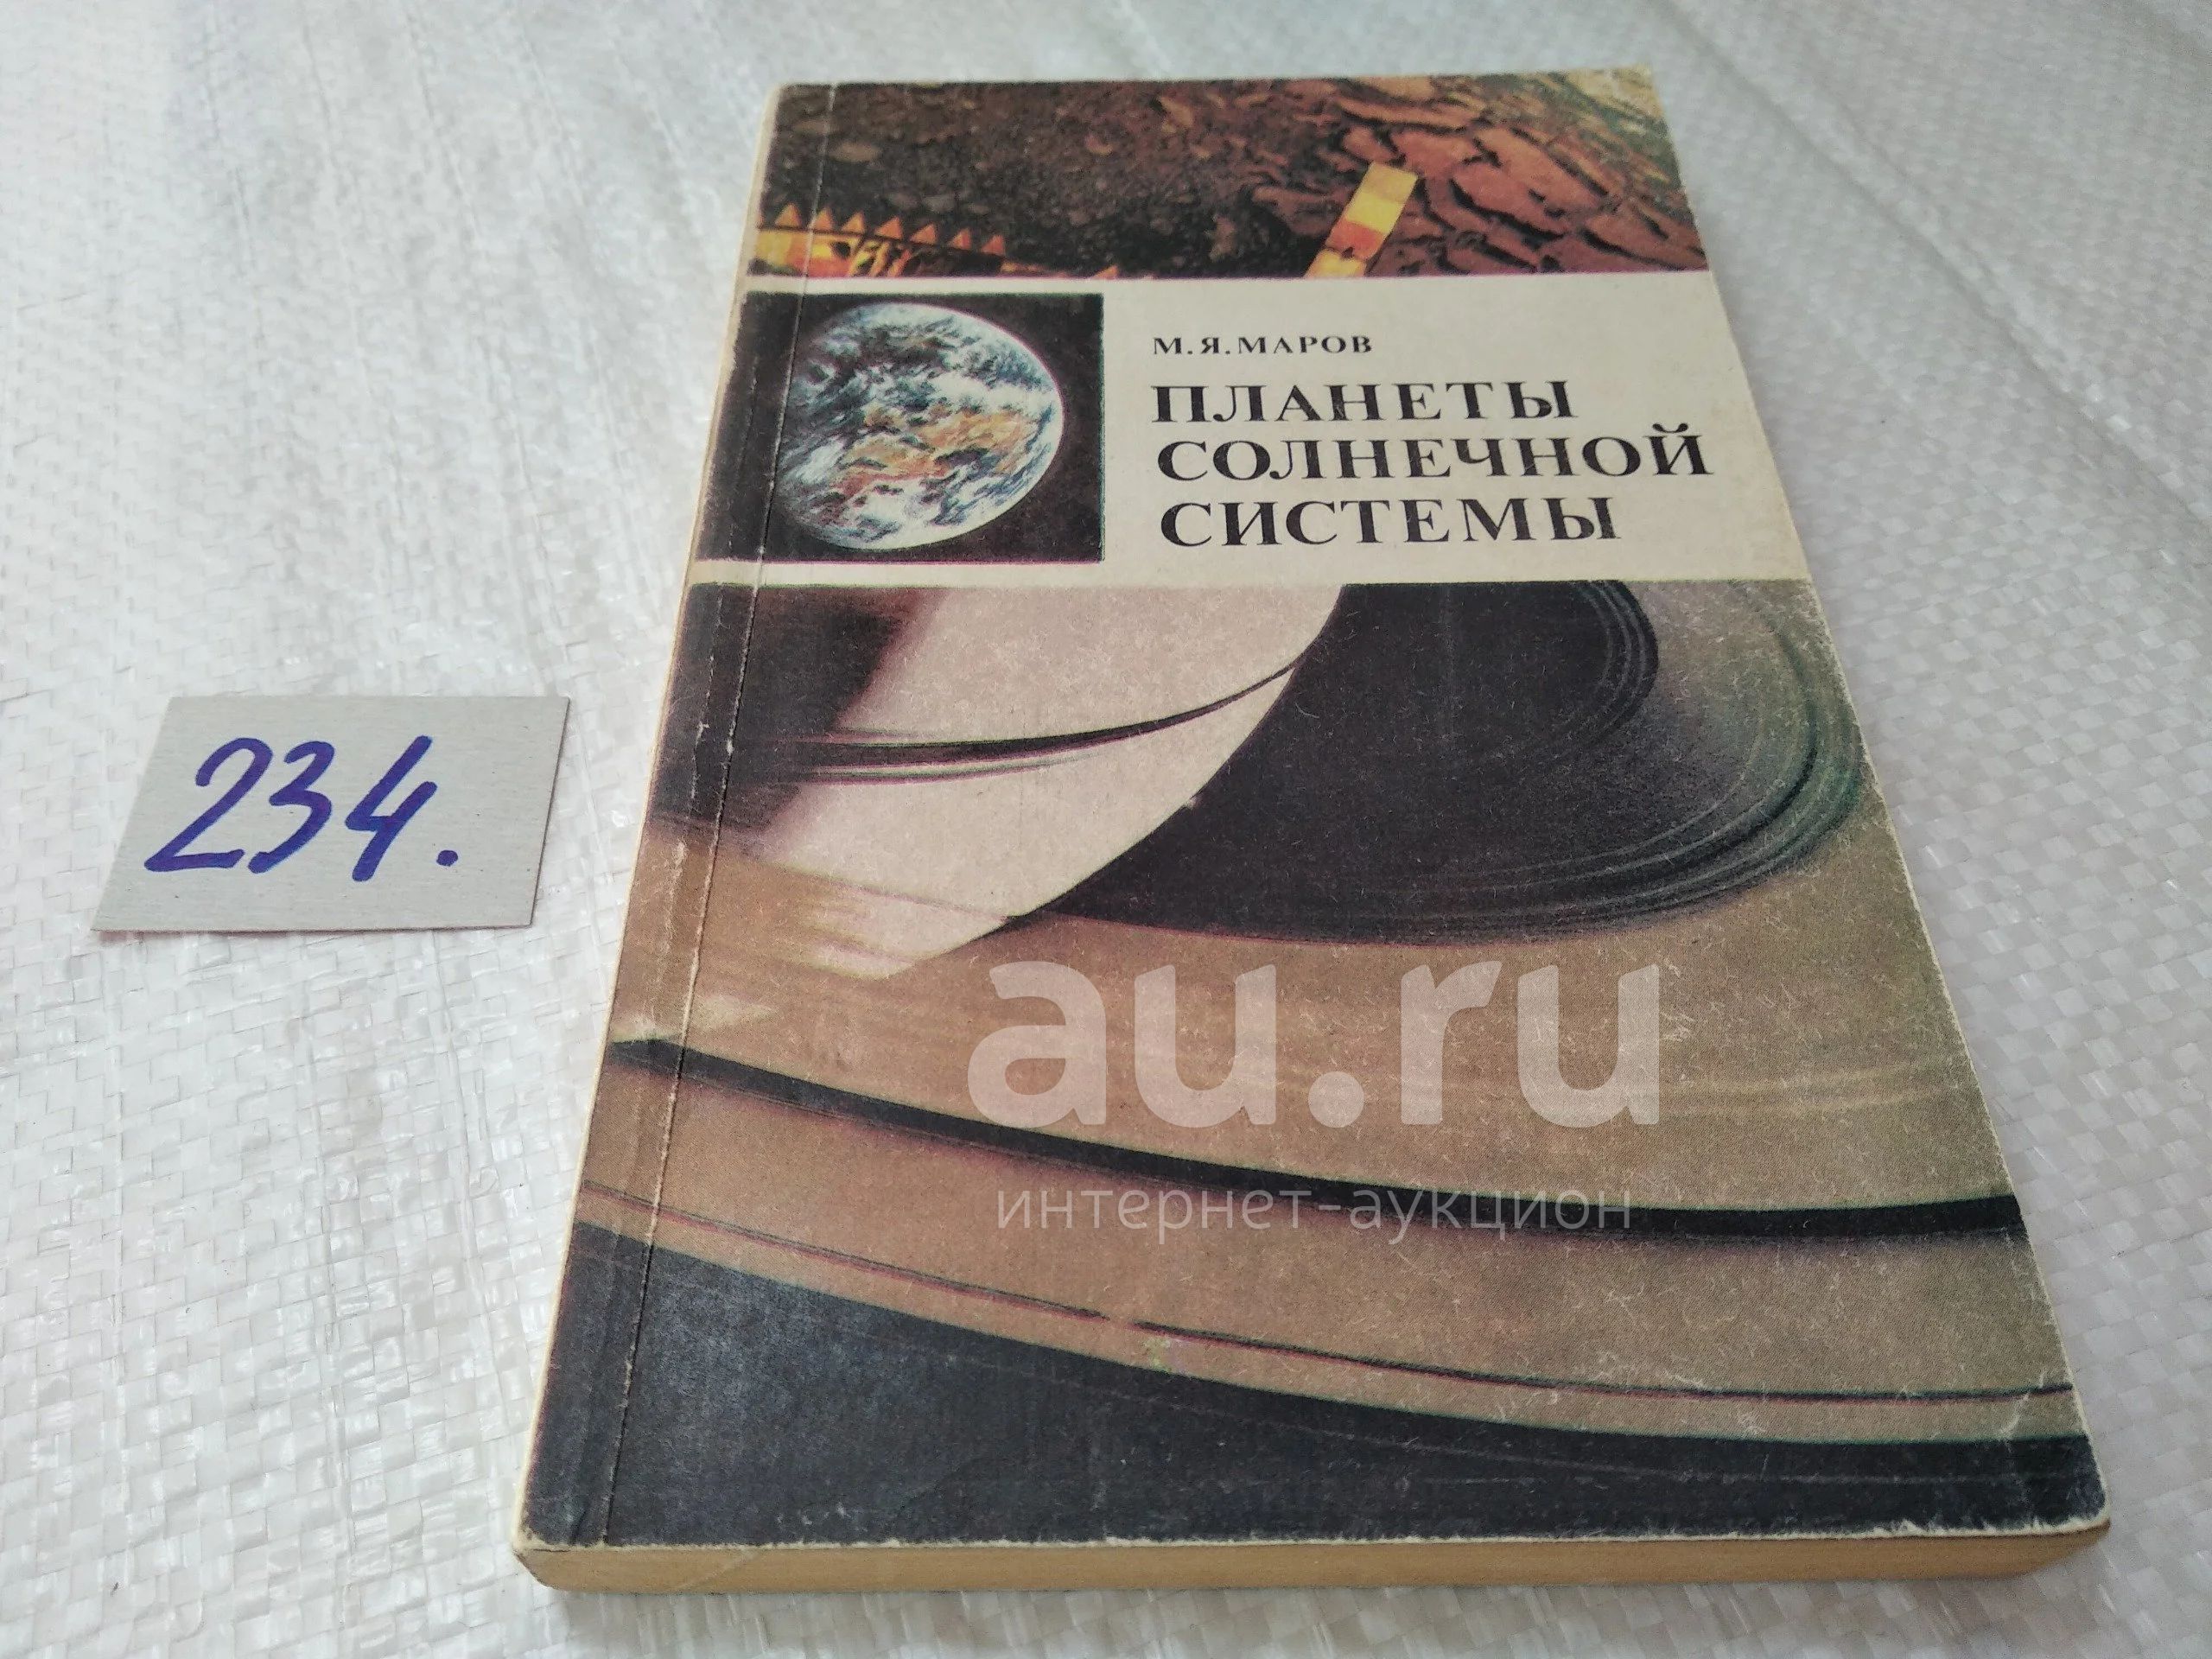 М.Я.МАРОВ
ПЛАНЕТЫ
СОЛНЕЧНОЙ
СИСТЕМЫ
234.
au.ru
интернет-аукцион